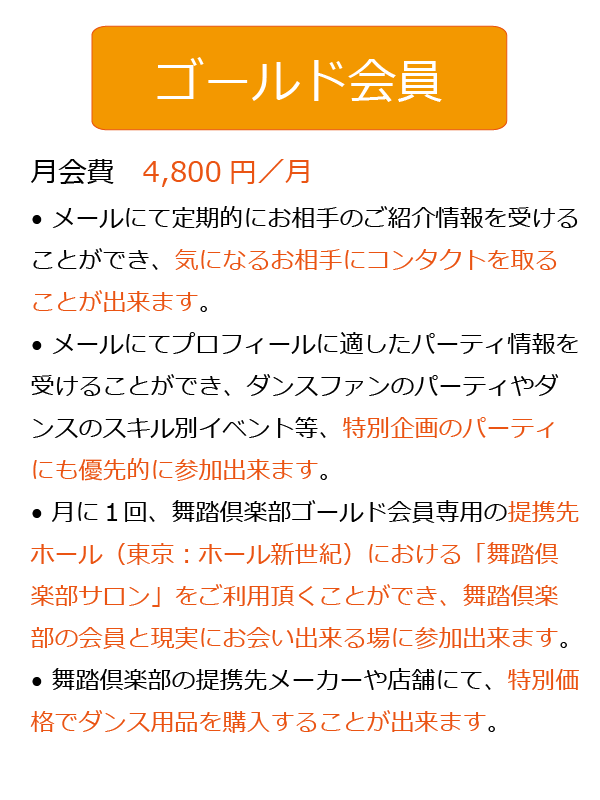 ゴールド会員
月会費　4,800 円／月
• メールにて定期的にお相手のご紹介情報を受ける
ことができ、気になるお相手にコンタクトを取る
ことが出来ます。
• メールにてプロフィールに適したパーティ情報を
受けることができ、ダンスファンのパーティやダ
ンスのスキル別イベント等、特別企画のパーティ
にも優先的に参加出来ます。
• 月に１回、舞踏倶楽部ゴールド会員専用の提携先
ホール（東京：ホール新世紀）における「舞踏倶
楽部サロン」をご利用頂くことができ、舞踏倶楽
部の会員と現実にお会い出来る場に参加出来ます。
• 舞踏倶楽部の提携先メーカーや店舗にて、特別価
格でダンス用品を購入することが出来ます。